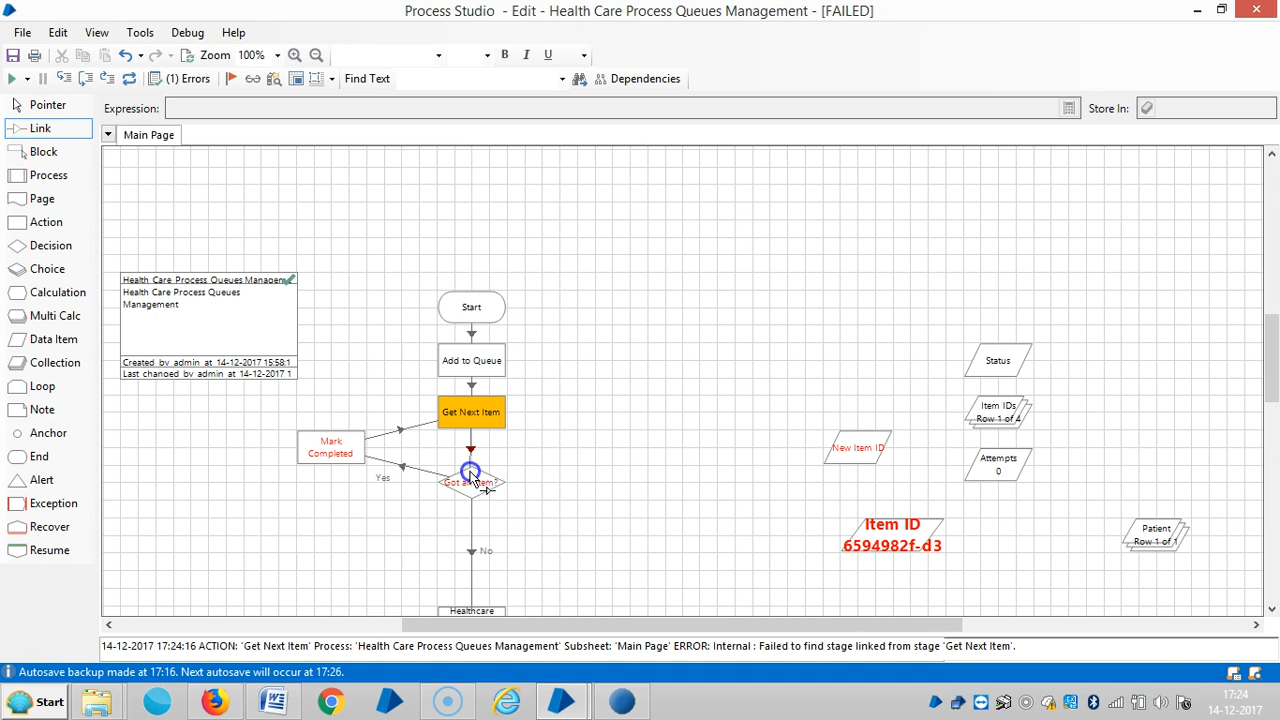 Process Studio - Edit - Health Care Process Queues Management - [FAILED]
File Edit View Tools Debug Help
Zoom 100% B I U
(1) Errors Find Text Dependencies
Expression: Store In:
Pointer
Link
Block
Process
Page
Action
Decision
Choice
Calculation
Multi Calc
Data Item
Collection
Loop
Note
Anchor
End
Alert
Exception
Recover
Resume
Main Page
Health Care Process Queues Managem
Health Care Process Queues
Management
Created by admin at 14-12-2017 15:58:1
Last changed by admin at 14-12-2017 1
Start
Add to Queue
Get Next Item
Mark
Completed
Yes
Got an Item?
No
Healthcare
Status
Item IDs
Row 1 of 4
New Item ID
Attempts
0
Item ID
6594982f-d3
Patient
Row 1 of 1
14-12-2017 17:24:16 ACTION: 'Get Next Item' Process: 'Health Care Process Queues Management' Subsheet: 'Main Page' ERROR: Internal : Failed to find stage linked from stage 'Get Next Item'.
Autosave backup made at 17:16. Next autosave will occur at 17:26.
Start
17:24
14-12-2017